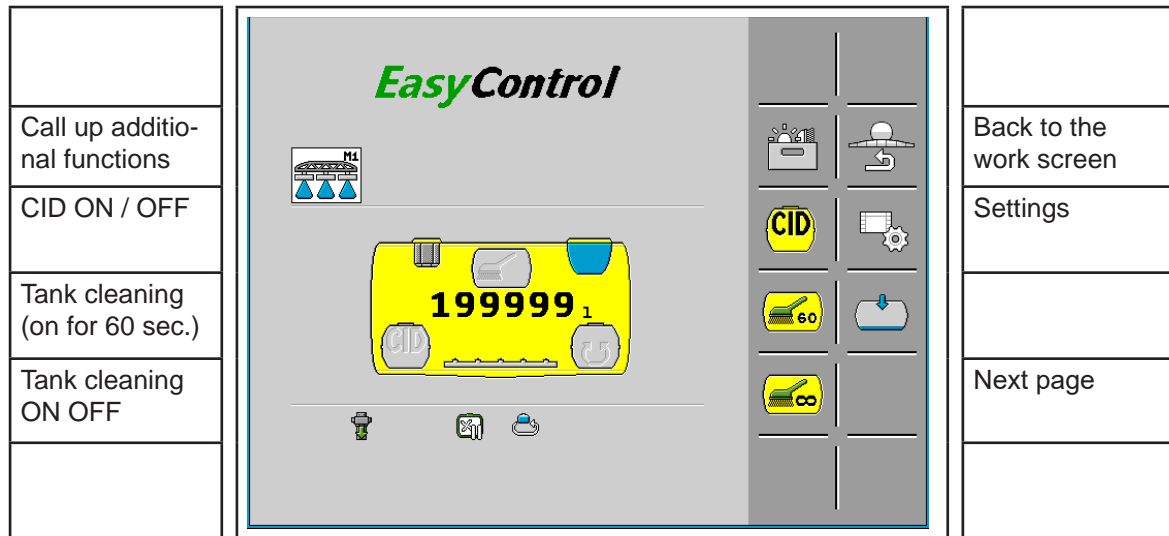 Call up additio-
nal functions
CID ON / OFF
Tank cleaning
(on for 60 sec.)
Tank cleaning
ON OFF
EasyControl
M1
199999 l
CID
CID
60
∞
Back to the
work screen
Settings
Next page